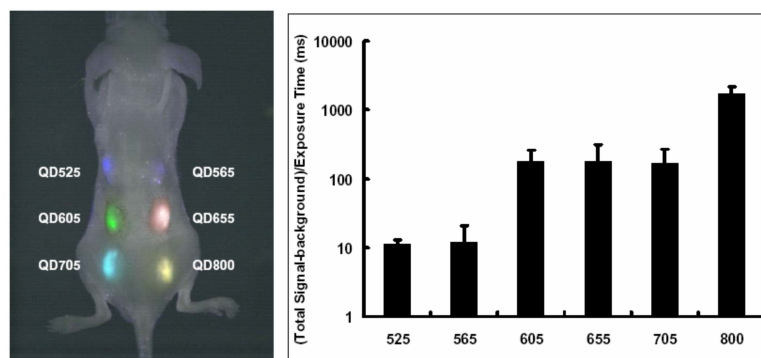 QD525 QD565
QD605 QD655
QD705 QD800
(Total Signal-background)/Exposure Time (ms)
10000
1000
100
10
1
525 565 605 655 705 800